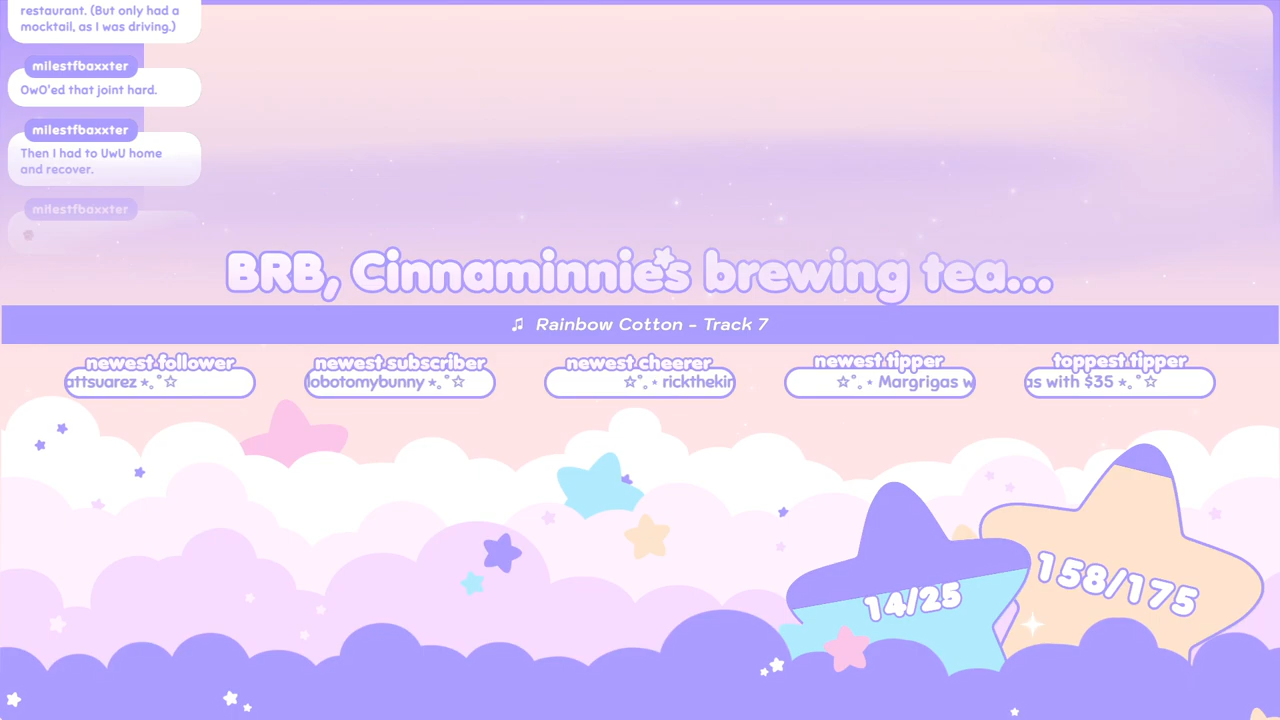 restaurant. (But only had a
mocktail, as I was driving.)
milestfbaxxter
OwO'ed that joint hard.
milestfbaxxter
Then I had to UwU home
and recover.
milestfbaxxter
BRB, Cinnaminnie's brewing tea...
♫ Rainbow Cotton - Track 7
newest follower
attsuarez ⋆｡°☆
newest subscriber
lobotomybunny ⋆｡°☆
newest cheerer
☆°｡⋆ rickthekin
newest tipper
☆°｡⋆ Margrigas w
toppest tipper
as with $35 ⋆｡°☆
14/25
158/175